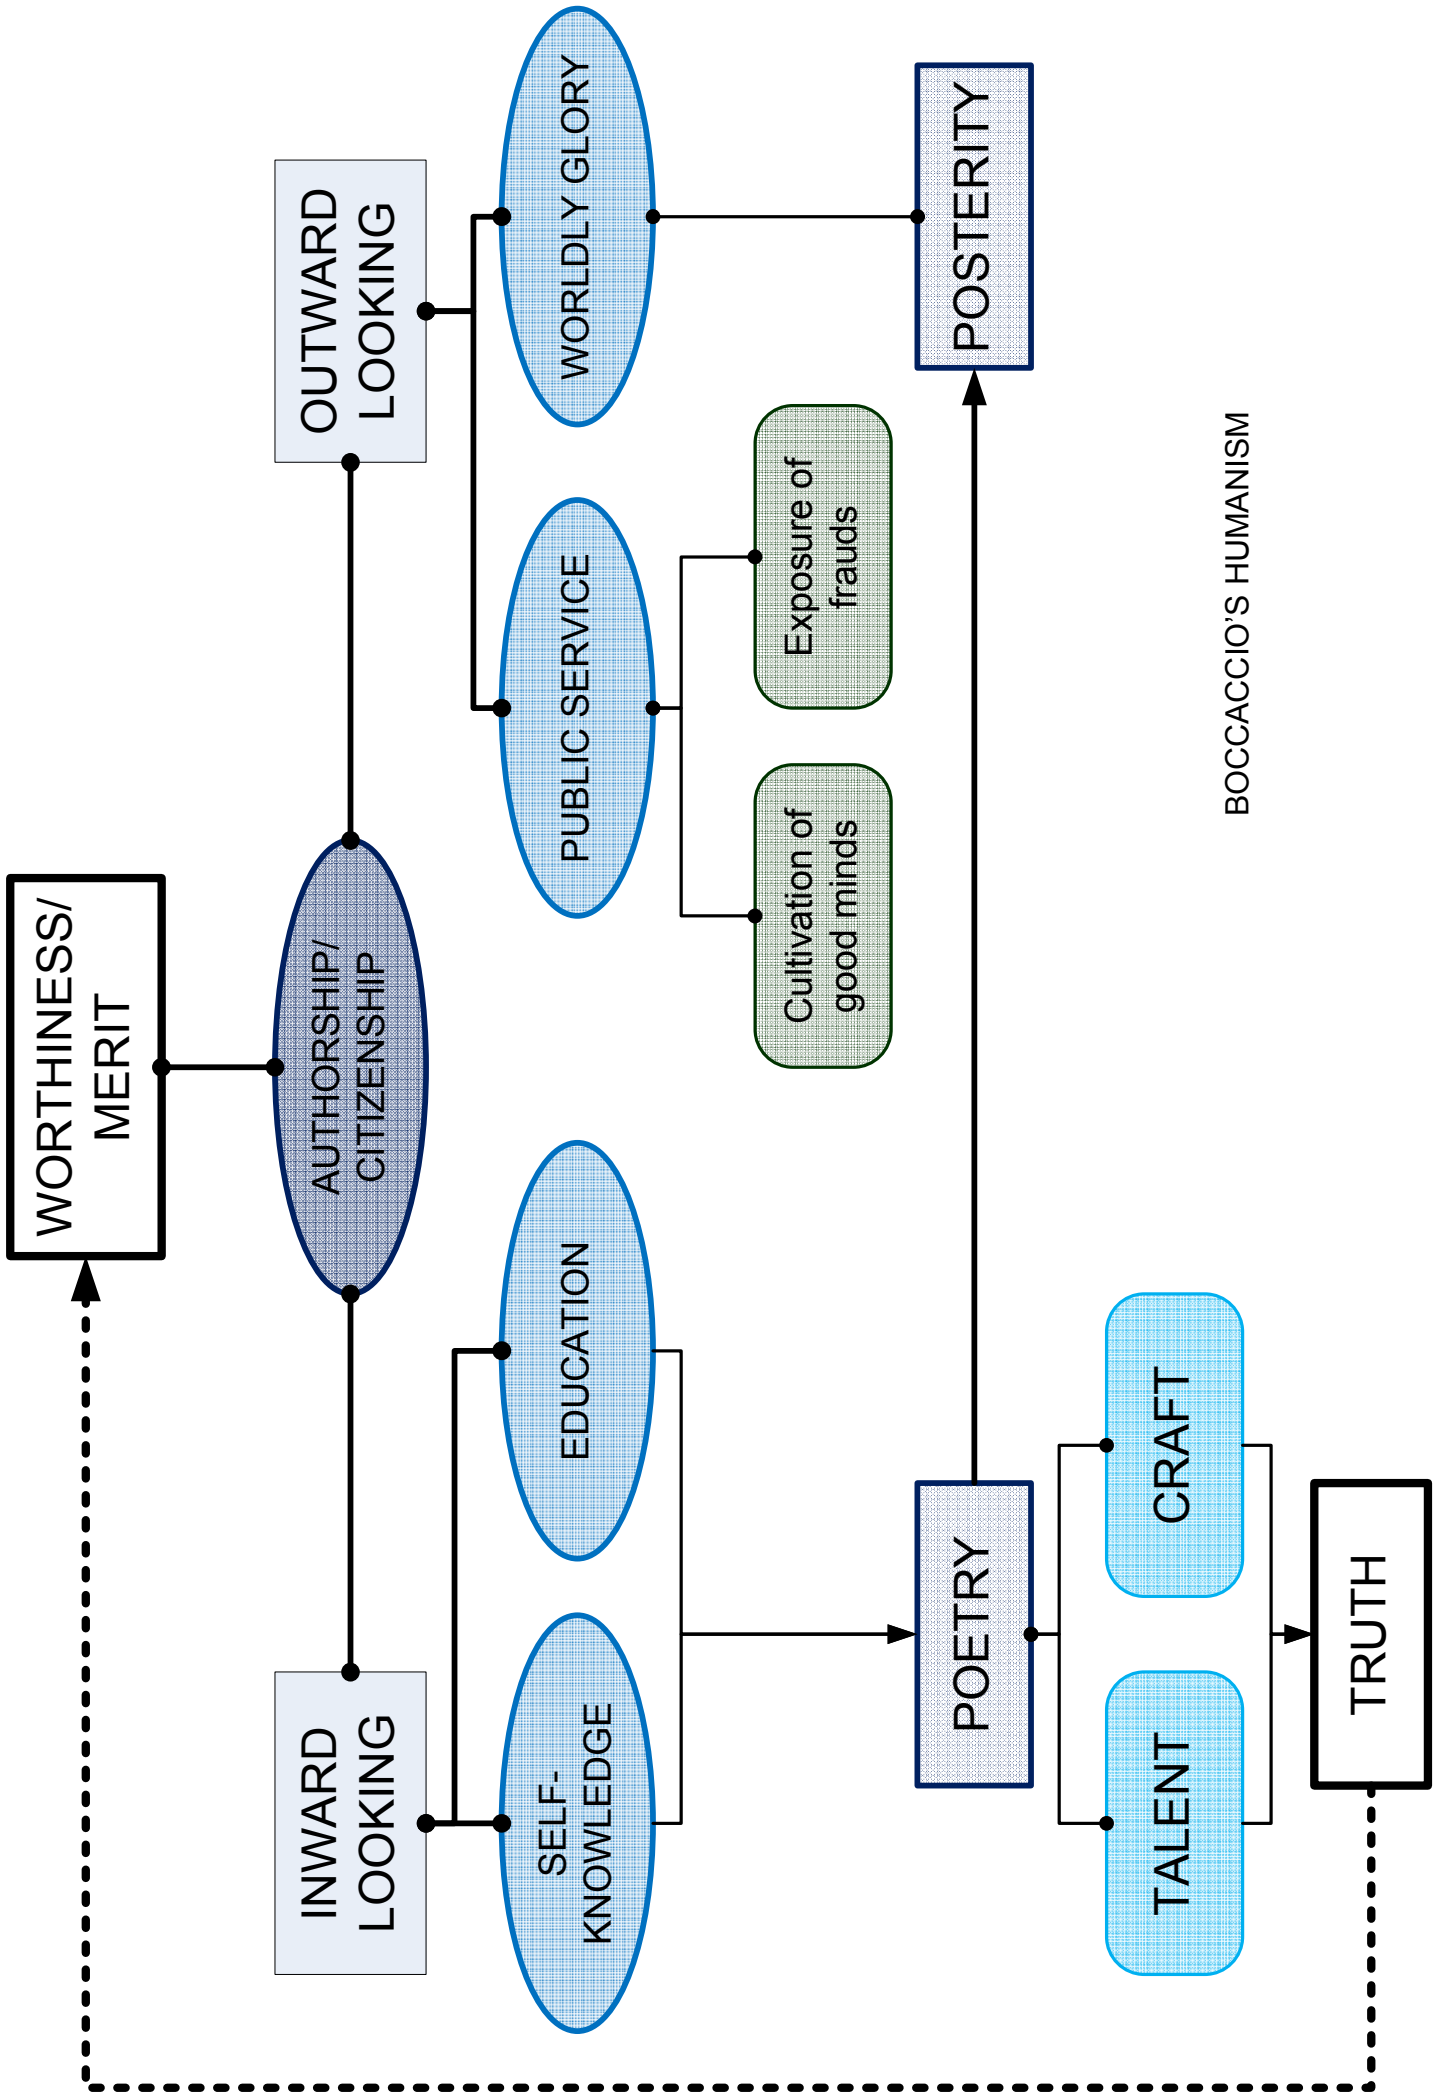 WORTHINESS/
MERIT
AUTHORSHIP/
CITIZENSHIP
INWARD
LOOKING
OUTWARD
LOOKING
SELF-
KNOWLEDGE
EDUCATION
PUBLIC SERVICE
WORLDLY GLORY
Cultivation of
good minds
Exposure of
frauds
POETRY
POSTERITY
TALENT
CRAFT
TRUTH
BOCCACCIO’S HUMANISM